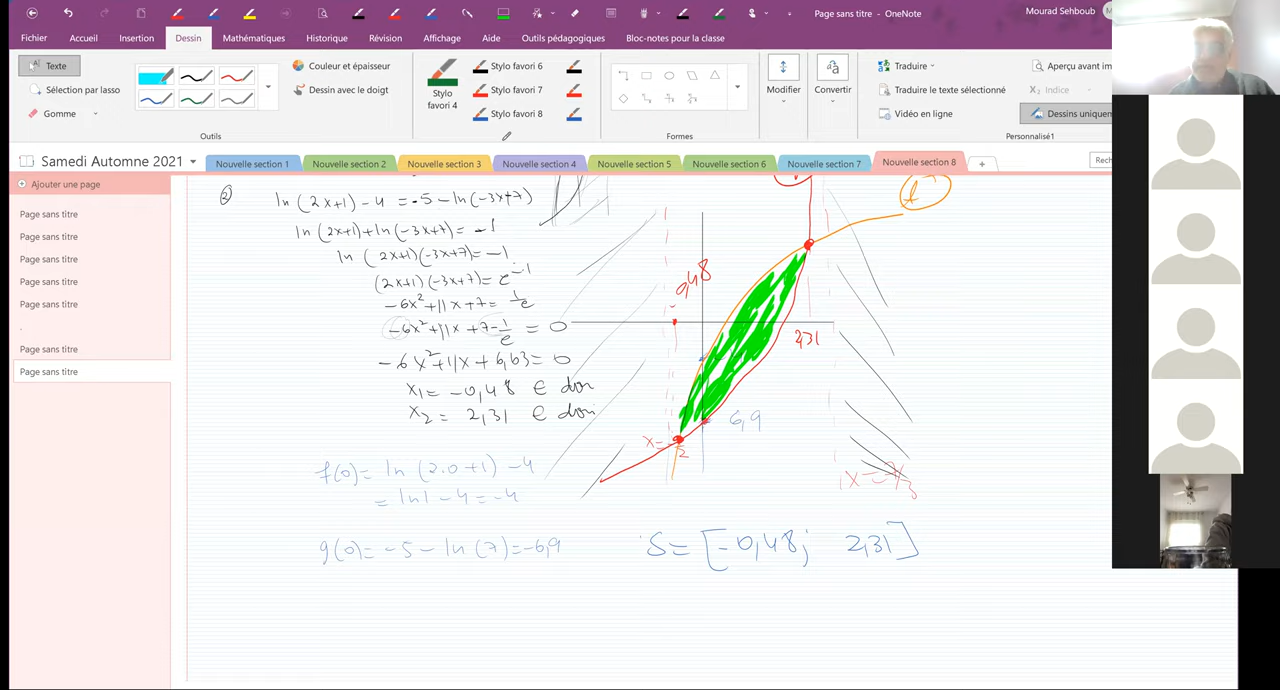 Page sans titre - OneNote
Mourad Sehboub
Fichier Accueil Insertion Dessin Mathématiques Historique Révision Affichage Aide Outils pédagogiques Bloc-notes pour la classe
Texte
Sélection par lasso
Gomme
Outils
Couleur et épaisseur
Dessin avec le doigt
Stylo favori 4
Stylo favori 6
Stylo favori 7
Stylo favori 8
Formes
Modifier
Convertir
Traduire
Traduire le texte sélectionné
Vidéo en ligne
Aperçu avant im
Indice
Dessins unique
Personnalisé1
Samedi Automne 2021
Nouvelle section 1 Nouvelle section 2 Nouvelle section 3 Nouvelle section 4 Nouvelle section 5 Nouvelle section 6 Nouvelle section 7 Nouvelle section 8 +
Rech
Ajouter une page
Page sans titre
Page sans titre
Page sans titre
Page sans titre
Page sans titre
.
Page sans titre
Page sans titre
② ln(2x+1)-4=-5-ln(-3x+7)
ln(2x+1)+ln(-3x+7)=-1
ln(2x+1)(-3x+7)=-1
(2x+1)(-3x+7)=e⁻¹
-6x²+11x+7=1/e
-6x²+11x+7-1/e=0
-6x²+11x+6,63=0
x₁=-0,48 ∈ dom
x₂=2,31 ∈ dom
f(0)=ln(2.0+1)-4
=ln1-4=-4
g(0)=-5-ln(7)=-6,9
0,48
2,31
6,9
x=
2
x=7/3
S=[-0,48; 2,31]